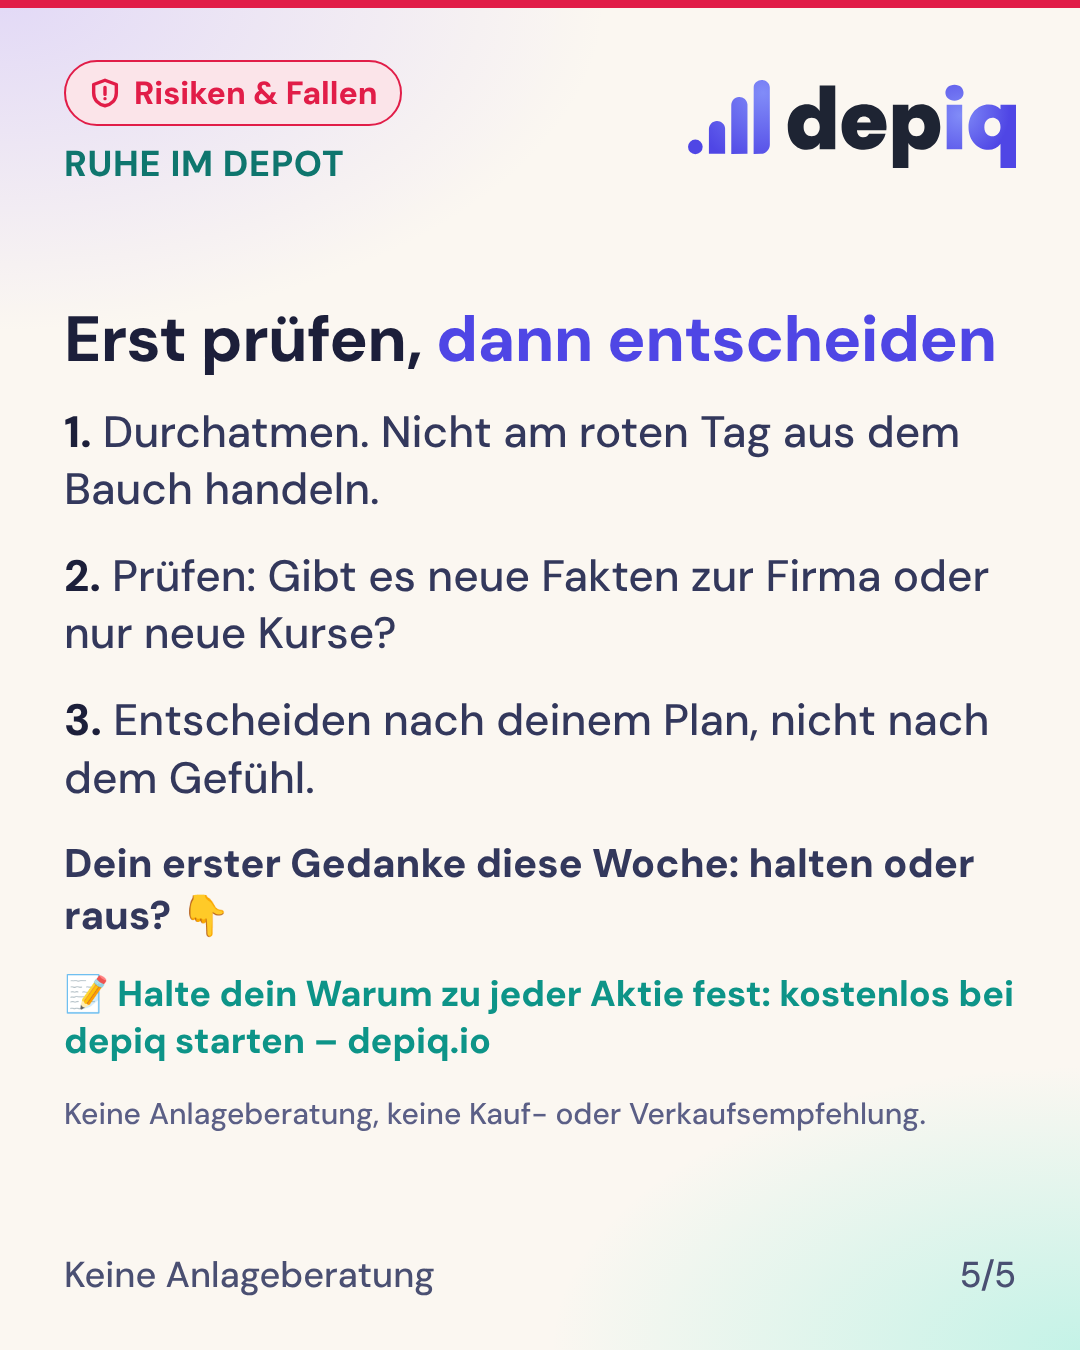 Risiken & Fallen
RUHE IM DEPOT
depiq
Erst prüfen, dann entscheiden
1. Durchatmen. Nicht am roten Tag aus dem
Bauch handeln.
2. Prüfen: Gibt es neue Fakten zur Firma oder
nur neue Kurse?
3. Entscheiden nach deinem Plan, nicht nach
dem Gefühl.
Dein erster Gedanke diese Woche: halten oder
raus? 👇
📝 Halte dein Warum zu jeder Aktie fest: kostenlos bei
depiq starten – depiq.io
Keine Anlageberatung, keine Kauf- oder Verkaufsempfehlung.
Keine Anlageberatung
5/5